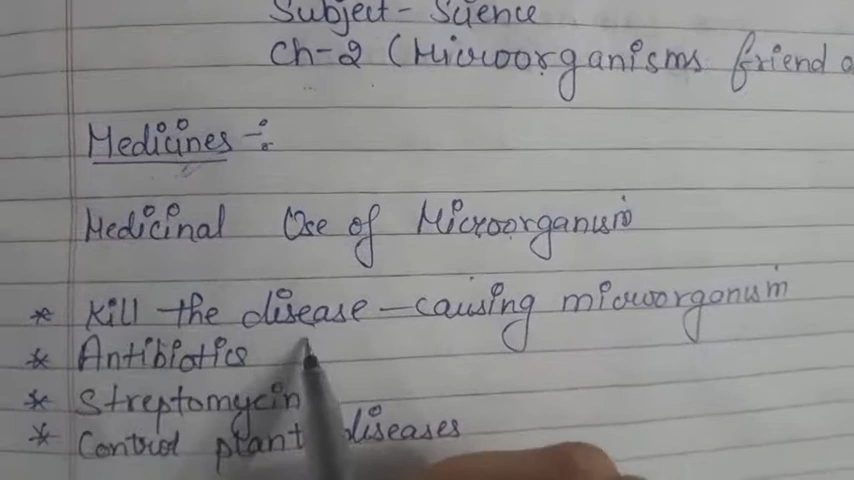 Subject - Science
Ch-2 (Microorganisms friend a
Medicines -:
Medicinal Use of Microorganism
* Kill the disease - causing microorganism
* Antibiotics
* Streptomycin
* Control plant diseases